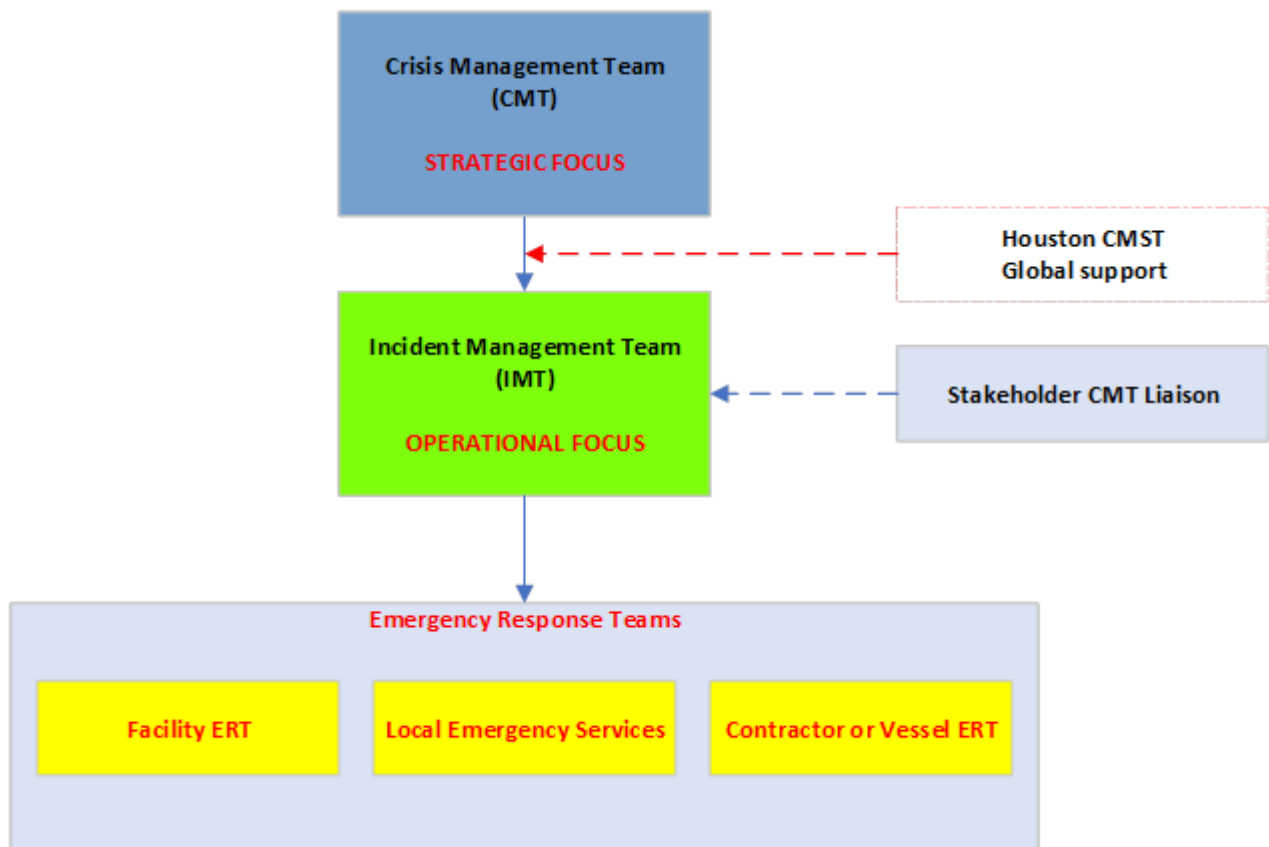 Crisis Management Team
(CMT)
STRATEGIC FOCUS
Houston CMST
Global support
Incident Management Team
(IMT)
OPERATIONAL FOCUS
Stakeholder CMT Liaison
Emergency Response Teams
Facility ERT
Local Emergency Services
Contractor or Vessel ERT